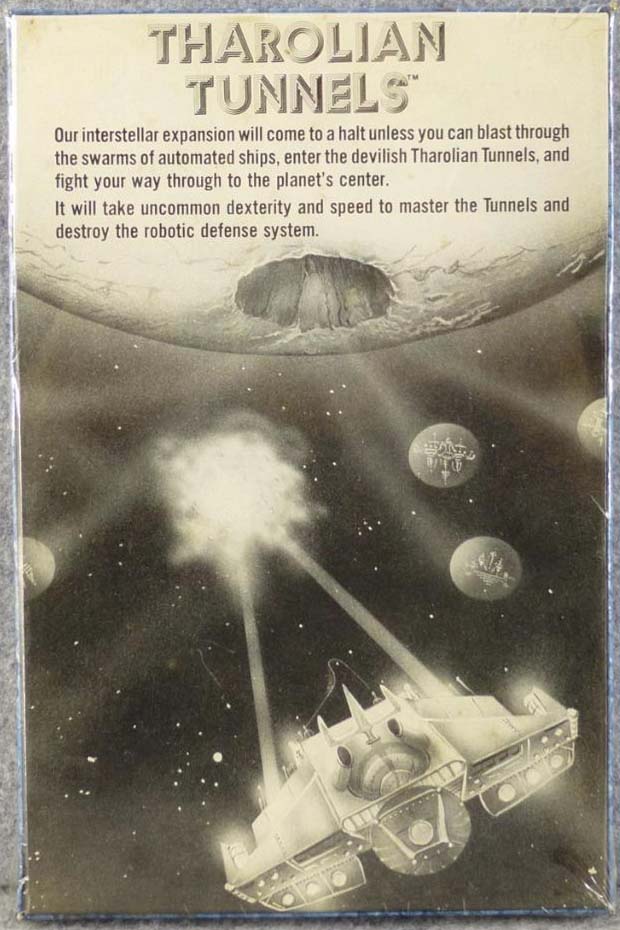 THAROLIAN
TUNNELS™
Our interstellar expansion will come to a halt unless you can blast through
the swarms of automated ships, enter the devilish Tharolian Tunnels, and
fight your way through to the planet's center.
It will take uncommon dexterity and speed to master the Tunnels and
destroy the robotic defense system.